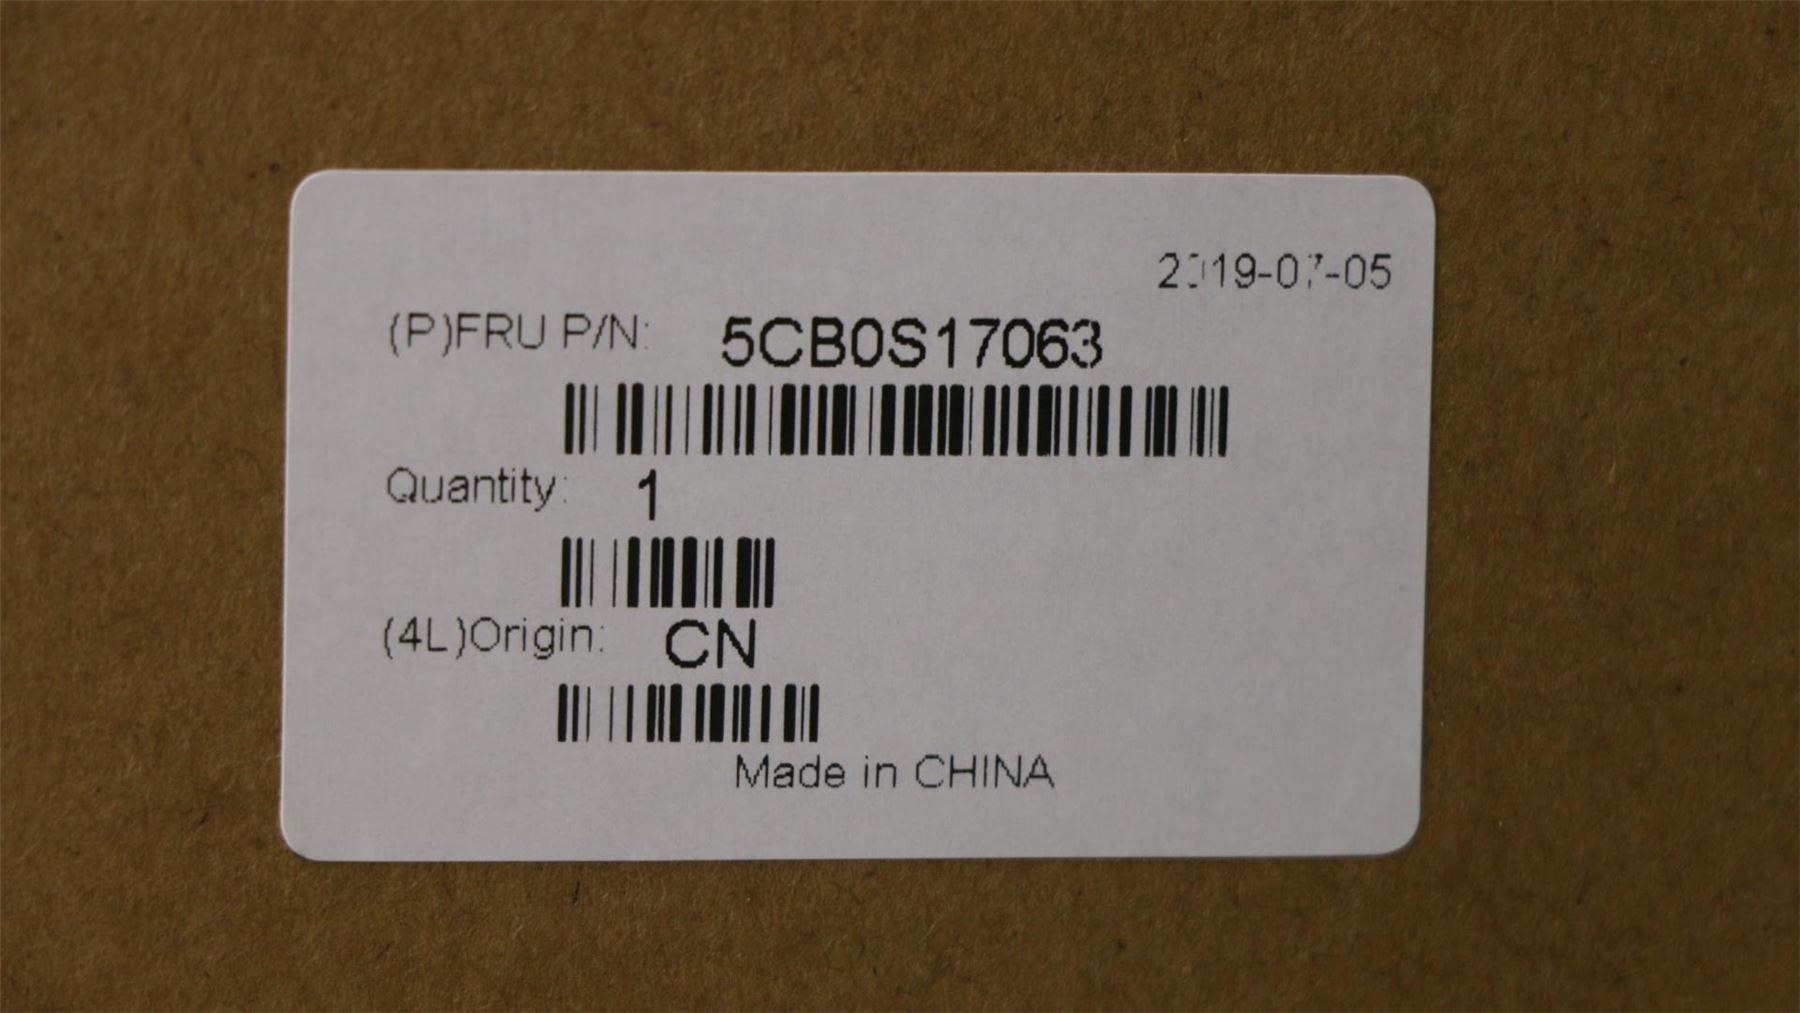 2019-07-05
(P)FRU P/N: 5CB0S17063
Quantity: 1
(4L)Origin: CN
Made in CHINA